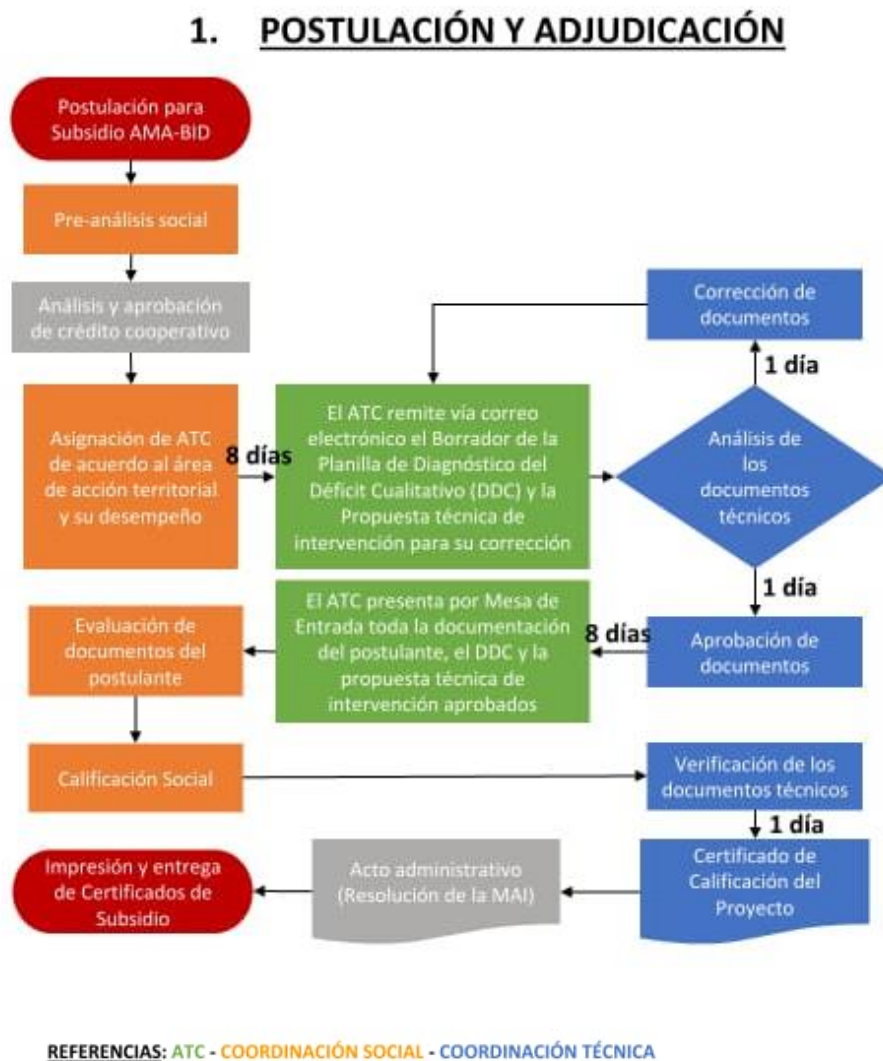 1. POSTULACIÓN Y ADJUDICACIÓN
Postulación para
Subsidio AMA-BID
Pre-análisis social
Análisis y aprobación
de crédito cooperativo
Asignación de ATC
de acuerdo al área
de acción territorial
y su desempeño
8 días
El ATC remite vía correo
electrónico el Borrador de la
Planilla de Diagnóstico del
Déficit Cualitativo (DDC) y la
Propuesta técnica de
intervención para su corrección
Análisis de
los
documentos
técnicos
1 día
Corrección de
documentos
1 día
Aprobación de
documentos
8 días
El ATC presenta por Mesa de
Entrada toda la documentación
del postulante, el DDC y la
propuesta técnica de
intervención aprobados
Evaluación de
documentos del
postulante
Calificación Social
Verificación de los
documentos técnicos
1 día
Certificado de
Calificación del
Proyecto
Acto administrativo
(Resolución de la MAI)
Impresión y entrega
de Certificados de
Subsidio
REFERENCIAS: ATC - COORDINACIÓN SOCIAL - COORDINACIÓN TÉCNICA